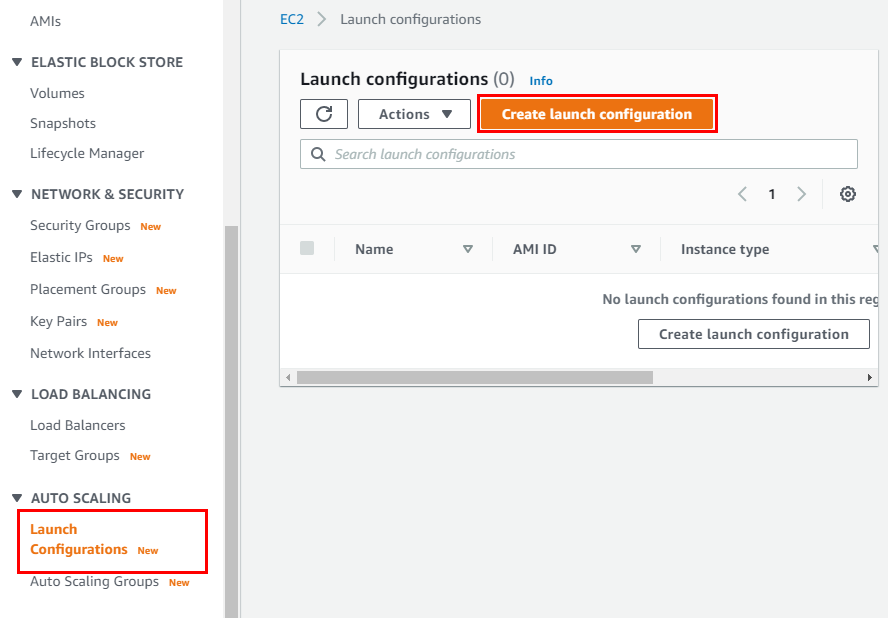 AMIs
ELASTIC BLOCK STORE
Volumes
Snapshots
Lifecycle Manager
NETWORK & SECURITY
Security Groups New
Elastic IPs New
Placement Groups New
Key Pairs New
Network Interfaces
LOAD BALANCING
Load Balancers
Target Groups New
AUTO SCALING
Launch
Configurations New
Auto Scaling Groups New
EC2 Launch configurations
Launch configurations (0) Info
Actions Create launch configuration
Search launch configurations
1
Name AMI ID Instance type
No launch configurations found in this reg
Create launch configuration